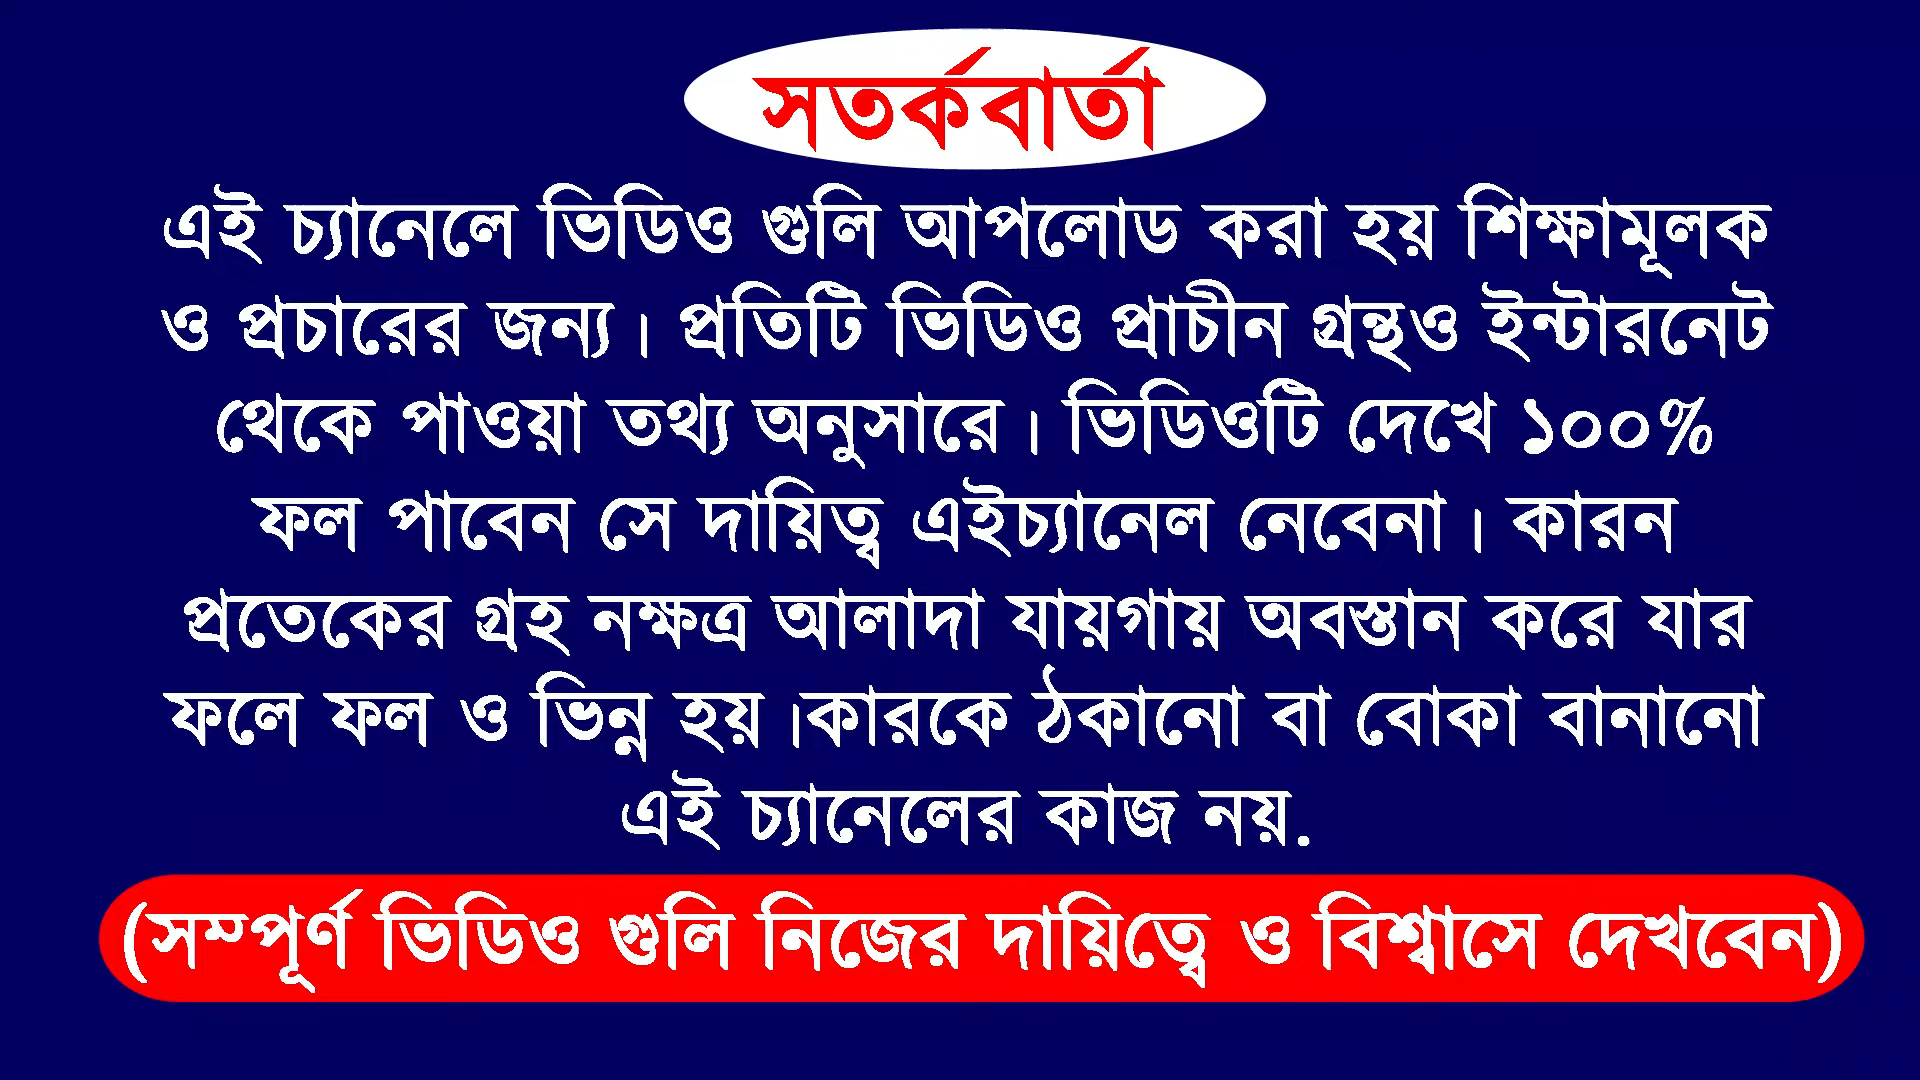 সতর্কবার্তা
এই চ্যানেলে ভিডিও গুলি আপলোড করা হয় শিক্ষামূলক
ও প্রচারের জন্য। প্রতিটি ভিডিও প্রাচীন গ্রন্থও ইন্টারনেট
থেকে পাওয়া তথ্য অনুসারে। ভিডিওটি দেখে ১০০%
ফল পাবেন সে দায়িত্ব এইচ্যানেল নেবেনা। কারন
প্রতেকের গ্রহ নক্ষত্র আলাদা যায়গায় অবস্তান করে যার
ফলে ফল ও ভিন্ন হয়।কারকে ঠকানো বা বোকা বানানো
এই চ্যানেলের কাজ নয়.
(সম্পূর্ণ ভিডিও গুলি নিজের দায়িত্বে ও বিশ্বাসে দেখবেন)